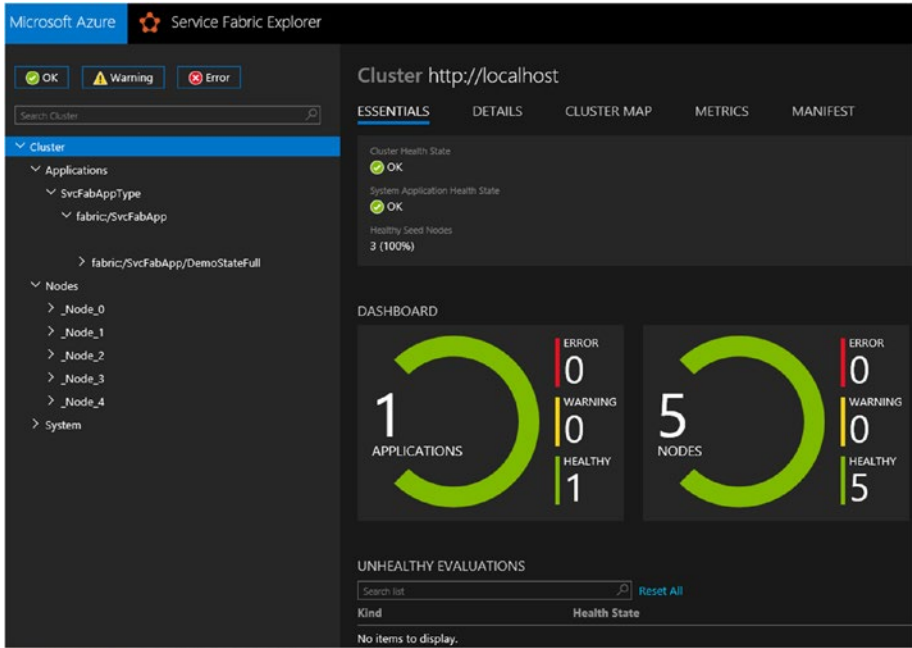 Microsoft Azure Service Fabric Explorer
OK Warning Error
Search Cluster
Cluster
Applications
SvcFabAppType
fabric:/SvcFabApp
fabric:/SvcFabApp/DemoStateFull
Nodes
_Node_0
_Node_1
_Node_2
_Node_3
_Node_4
System
Cluster http://localhost
ESSENTIALS DETAILS CLUSTER MAP METRICS MANIFEST
Cluster Health State
OK
System Application Health State
OK
Healthy Seed Nodes
3 (100%)
DASHBOARD
1
APPLICATIONS
ERROR
0
WARNING
0
HEALTHY
1
5
NODES
ERROR
0
WARNING
0
HEALTHY
5
UNHEALTHY EVALUATIONS
Search list Reset All
Kind Health State
No items to display.